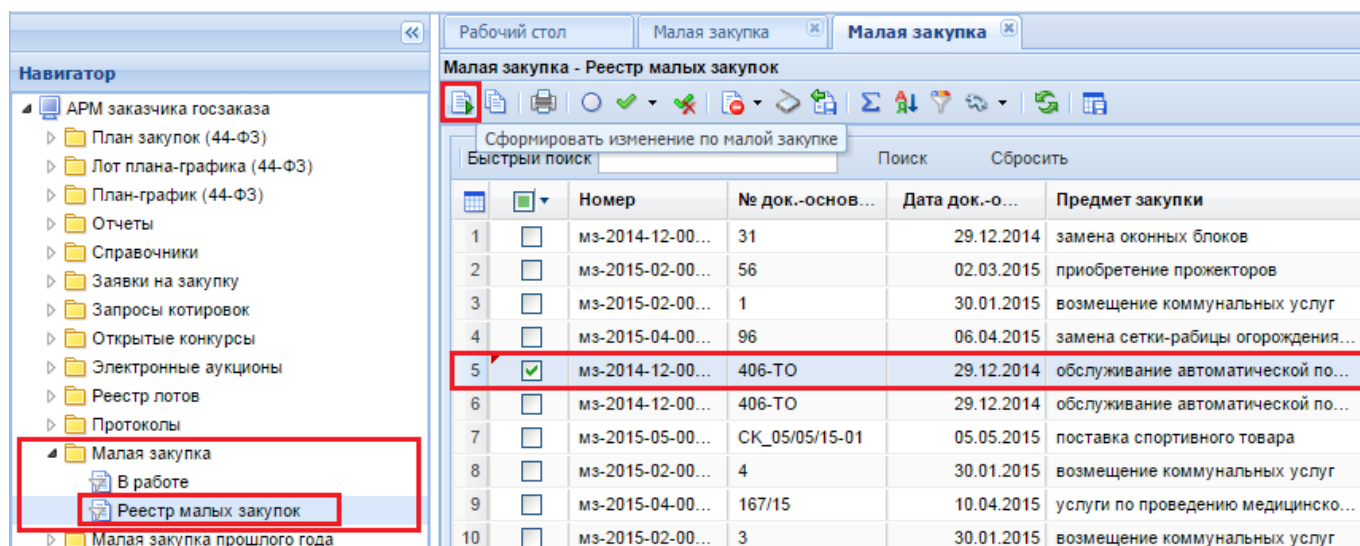 Рабочий стол Малая закупка Малая закупка
Навигатор
Малая закупка - Реестр малых закупок
АРМ заказчика госзаказа
План закупок (44-ФЗ)
Лот плана-графика (44-ФЗ)
План-график (44-ФЗ)
Отчеты
Справочники
Заявки на закупку
Запросы котировок
Открытые конкурсы
Электронные аукционы
Реестр лотов
Протоколы
Малая закупка
В работе
Реестр малых закупок
Малая закупка прошлого года
Сформировать изменение по малой закупке
Быстрый поиск Поиск Сбросить
Номер № док.-основ... Дата док.-о... Предмет закупки
1 мз-2014-12-00... 31 29.12.2014 замена оконных блоков
2 мз-2015-02-00... 56 02.03.2015 приобретение прожекторов
3 мз-2015-02-00... 1 30.01.2015 возмещение коммунальных услуг
4 мз-2015-04-00... 96 06.04.2015 замена сетки-рабицы огорождения...
5 мз-2014-12-00... 406-ТО 29.12.2014 обслуживание автоматической по...
6 мз-2014-12-00... 406-ТО 29.12.2014 обслуживание автоматической по...
7 мз-2015-05-00... СК_05/05/15-01 05.05.2015 поставка спортивного товара
8 мз-2015-02-00... 4 30.01.2015 возмещение коммунальных услуг
9 мз-2015-04-00... 167/15 10.04.2015 услуги по проведению медицинско...
10 мз-2015-02-00... 3 30.01.2015 возмещение коммунальных услуг